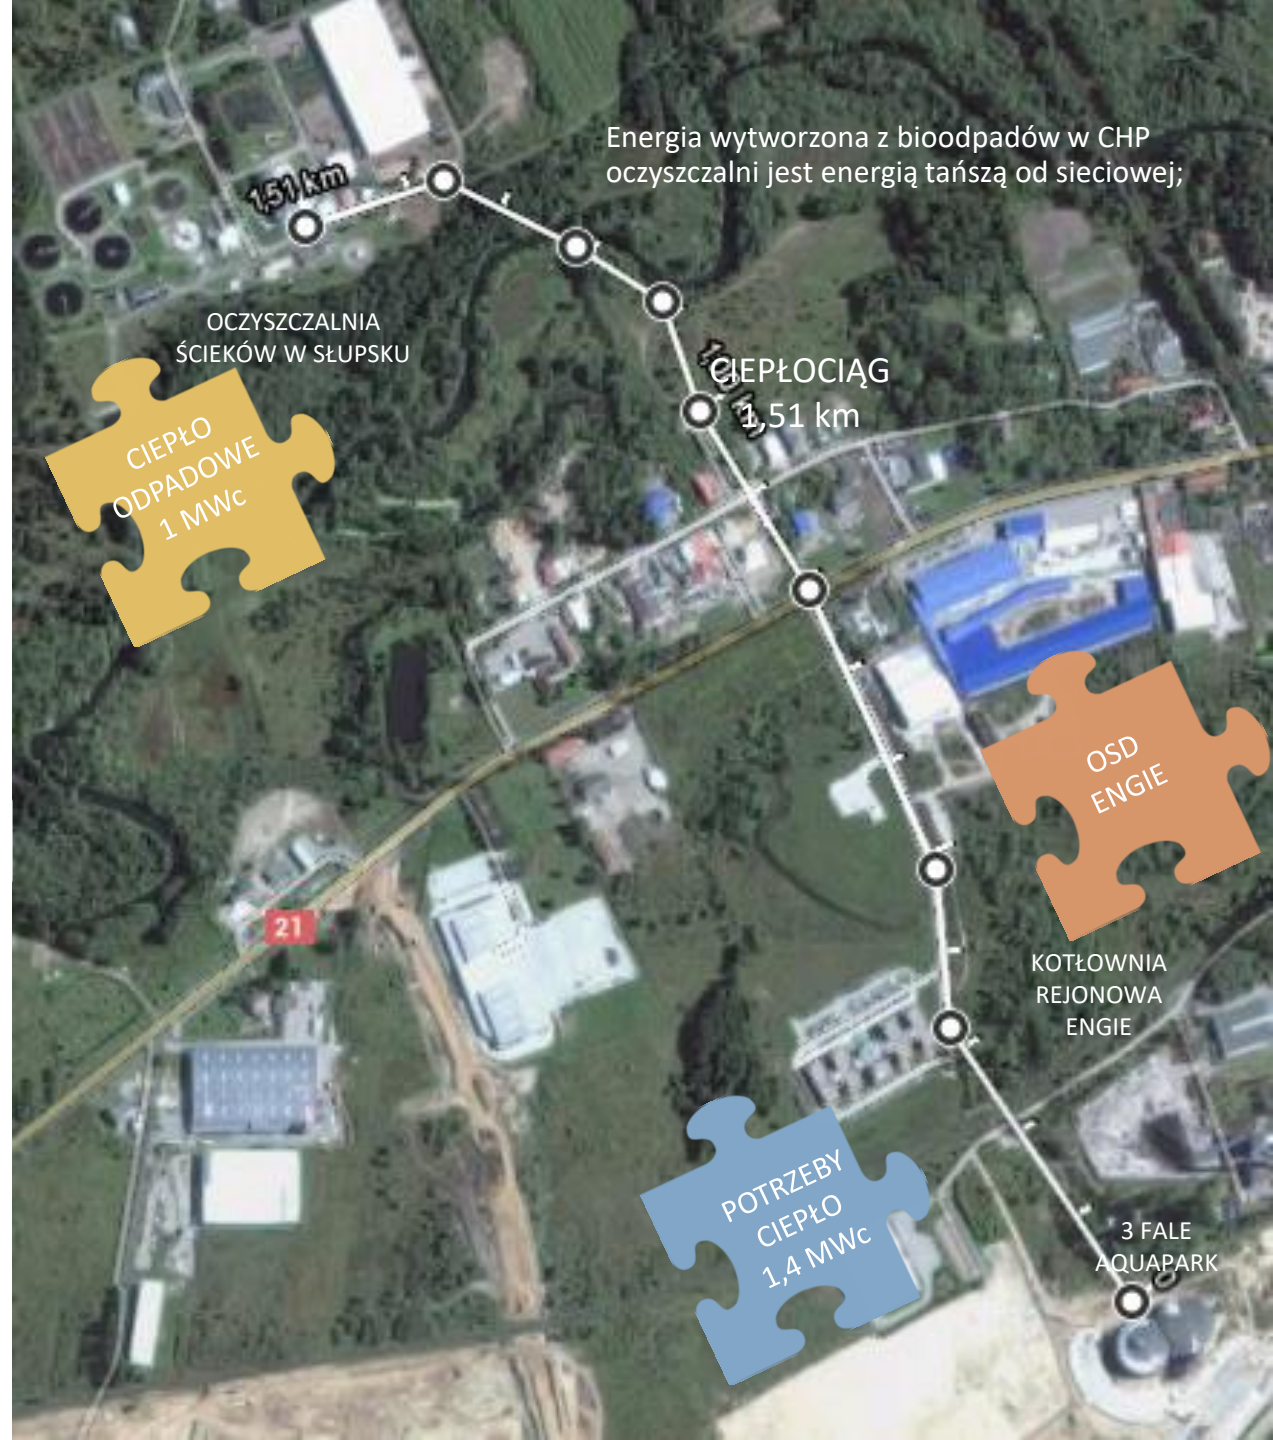 Energia wytworzona z bioodpadów w CHP
oczyszczalni jest energią tańszą od sieciowej;
1,51 km
OCZYSZCZALNIA
ŚCIEKÓW W SŁUPSKU
CIEPŁOCIĄG
1,51 km
CIEPŁO
ODPADOWE
1 MWc
OSD
ENGIE
21
KOTŁOWNIA
REJONOWA
ENGIE
POTRZEBY
CIEPŁO
1,4 MWc
3 FALE
AQUAPARK
0